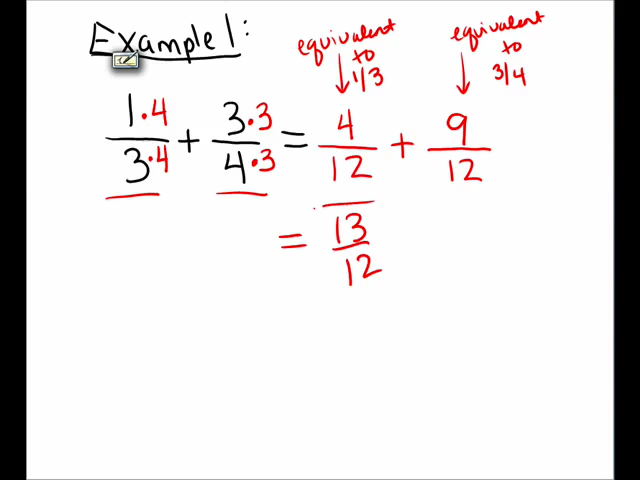 Example 1:
equivalent to 1/3
equivalent to 3/4
1·4/3·4 + 3·3/4·3 = 4/12 + 9/12
= 13/12